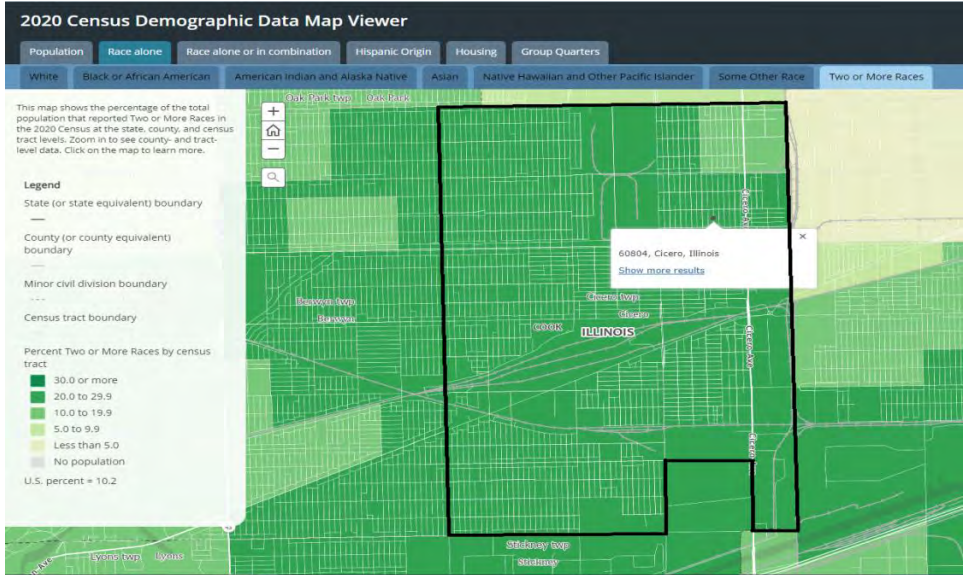 2020 Census Demographic Data Map Viewer
Population Race alone Race alone or in combination Hispanic Origin Housing Group Quarters
White Black or African American American Indian and Alaska Native Asian Native Hawaiian and Other Pacific Islander Some Other Race Two or More Races
This map shows the percentage of the total
population that reported Two or More Races in
the 2020 Census at the state, county, and census
tract levels. Zoom in to see county- and tract-
level data. Click on the map to learn more.
Legend
State (or state equivalent) boundary
County (or county equivalent)
boundary
Minor civil division boundary
Census tract boundary
Percent Two or More Races by census
tract
30.0 or more
20.0 to 29.9
10.0 to 19.9
5.0 to 9.9
Less than 5.0
No population
U.S. percent = 10.2
+
−
Oak Park twp Oak Park
Cicero Ave
60804, Cicero, Illinois
×
Show more results
Berwyn twp
Berwyn
Cicero twp
Cicero
COOK
ILLINOIS
Cicero Ave
Cicero
Stickney twp
Stickney
Lyons twp Lyons
Ave